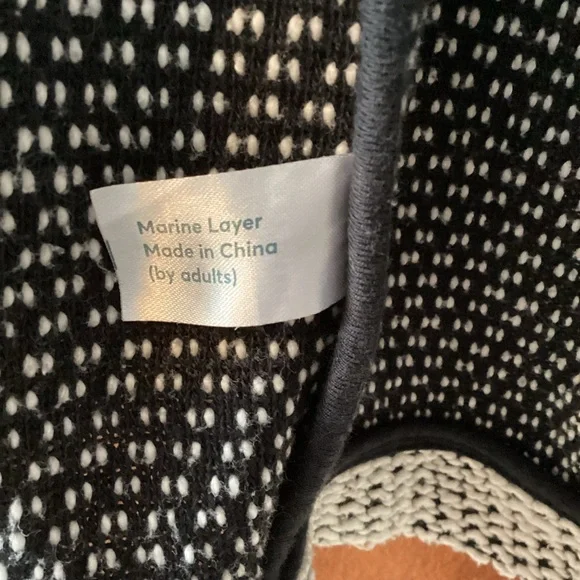 Marine Layer
Made in China
(by adults)